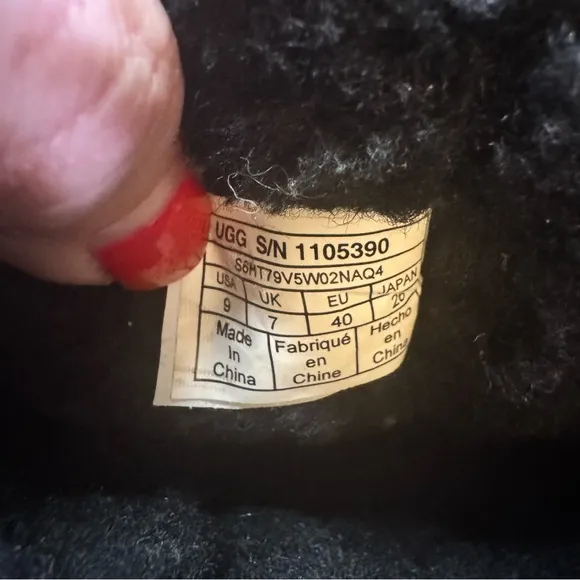 UGG S/N 1105390
S6MT79V5W02NAQ4
USA UK EU JAPAN
9 7 40 26
Made In China
Fabriqué en Chine
Hecho en China